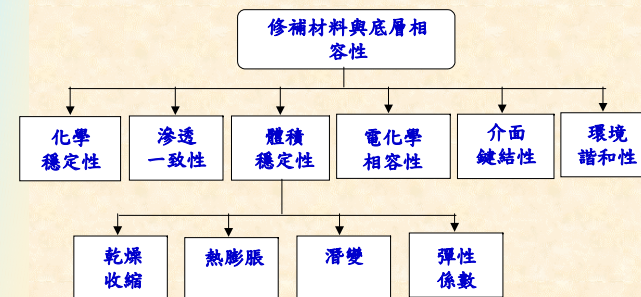 修補材料與底層相
容性
化學
穩定性
滲透
一致性
體積
穩定性
電化學
相容性
介面
鍵結性
環境
諧和性
乾燥
收縮
熱膨脹
潛變
彈性
係數